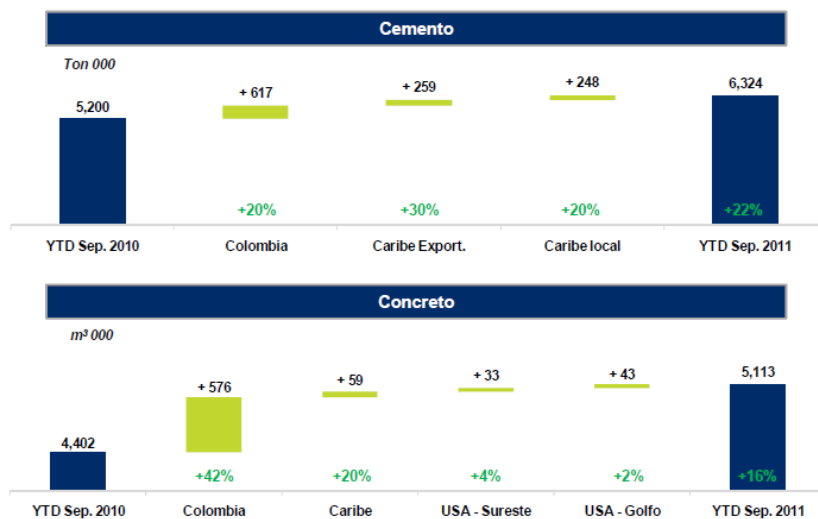 Cemento
Ton 000
5,200
+ 617
+ 259
+ 248
6,324
+20%
+30%
+20%
+22%
YTD Sep. 2010
Colombia
Caribe Export.
Caribe local
YTD Sep. 2011
Concreto
m³ 000
4,402
+ 576
+ 59
+ 33
+ 43
5,113
+42%
+20%
+4%
+2%
+16%
YTD Sep. 2010
Colombia
Caribe
USA - Sureste
USA - Golfo
YTD Sep. 2011